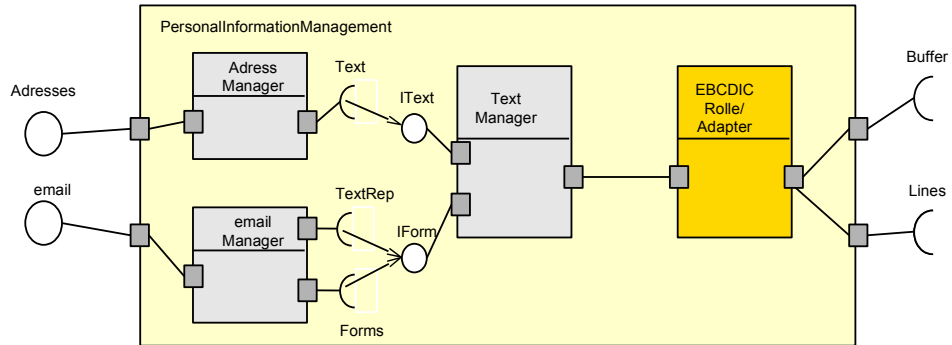 PersonalInformationManagement
Adresses
email
Adress
Manager
Text
IText
Text
Manager
EBCDIC
Rolle/
Adapter
Buffer
email
Manager
TextRep
IForm
Forms
Lines